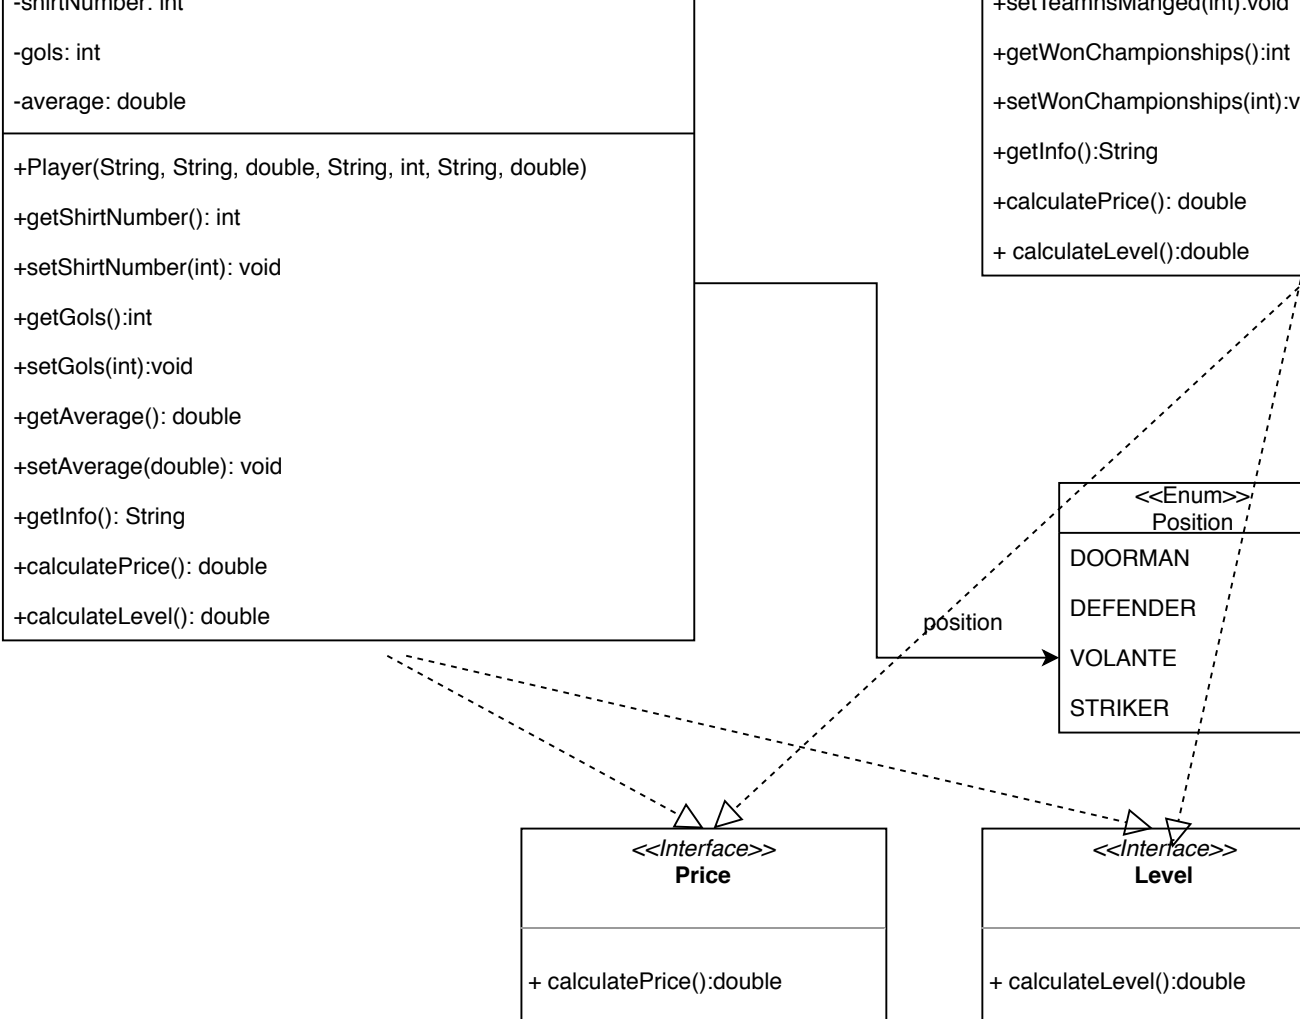 -shirtNumber: int
-gols: int
-average: double
+Player(String, String, double, String, int, String, double)
+getShirtNumber(): int
+setShirtNumber(int): void
+getGols():int
+setGols(int):void
+getAverage(): double
+setAverage(double): void
+getInfo(): String
+calculatePrice(): double
+calculateLevel(): double
+setTeamnsManged(int):void
+getWonChampionships():int
+setWonChampionships(int):v
+getInfo():String
+calculatePrice(): double
+ calculateLevel():double
position
<<Enum>>
Position
DOORMAN
DEFENDER
VOLANTE
STRIKER
<<Interface>>
Price
+ calculatePrice():double
<<Interface>>
Level
+ calculateLevel():double